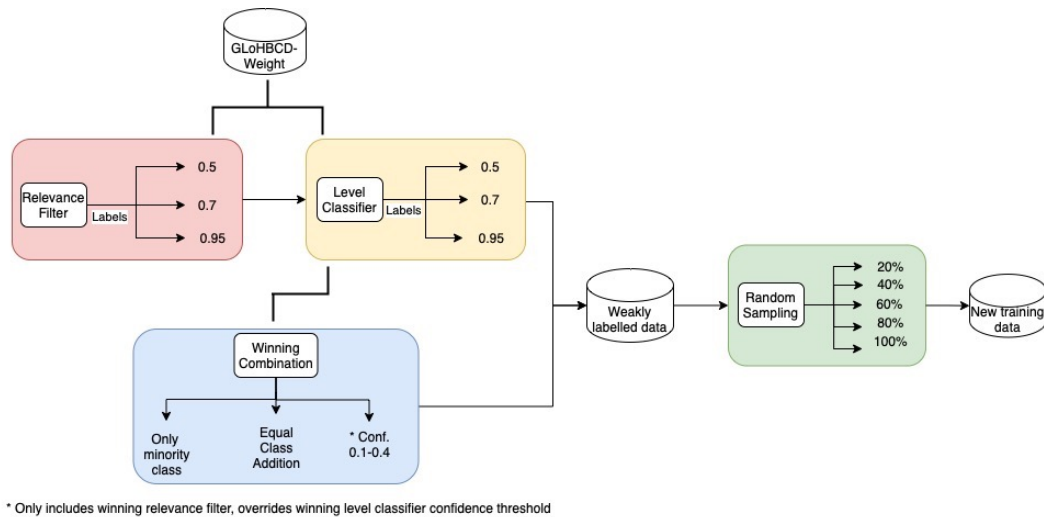 GLoHBCD-
Weight
Relevance
Filter
Labels
0.5
0.7
0.95
Level
Classifier
Labels
0.5
0.7
0.95
Winning
Combination
Only
minority
class
Equal
Class
Addition
* Conf.
0.1-0.4
Weakly
labelled data
Random
Sampling
20%
40%
60%
80%
100%
New training
data
* Only includes winning relevance filter, overrides winning level classifier confidence threshold